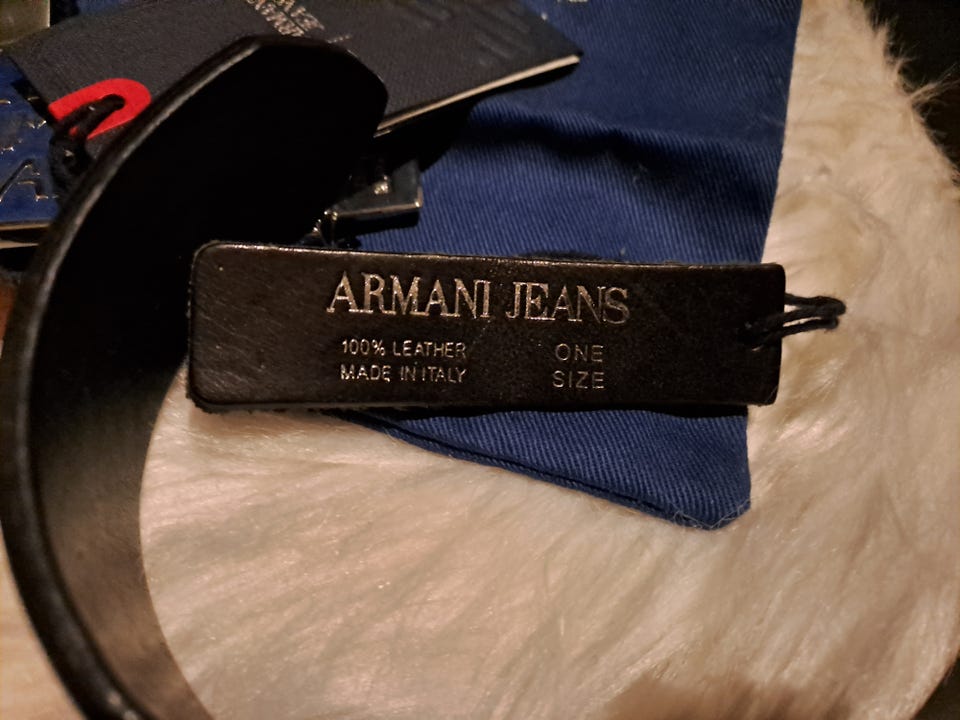 ARMANI JEANS
100% LEATHER
MADE IN ITALY
ONE
SIZE